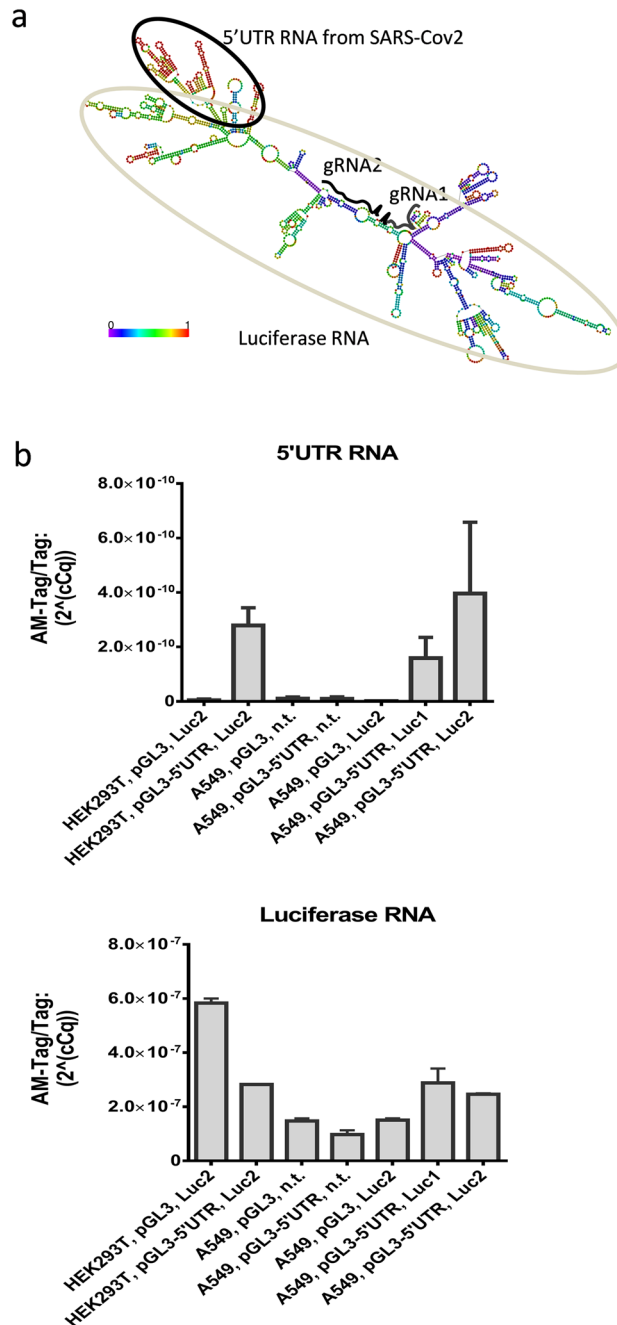 a
5'UTR RNA from SARS-Cov2
gRNA2
gRNA1
0
1
Luciferase RNA
b
5'UTR RNA
AM-Tag/Tag:
(2^(cCq))
8.0×10⁻¹⁰
6.0×10⁻¹⁰
4.0×10⁻¹⁰
2.0×10⁻¹⁰
0
HEK293T, pGL3, Luc2
HEK293T, pGL3-5'UTR, Luc2
A549, pGL3, n.t.
A549, pGL3-5'UTR, n.t.
A549, pGL3, Luc2
A549, pGL3-5'UTR, Luc1
A549, pGL3-5'UTR, Luc2
Luciferase RNA
AM-Tag/Tag:
(2^(cCq))
8.0×10⁻⁷
6.0×10⁻⁷
4.0×10⁻⁷
2.0×10⁻⁷
0
HEK293T, pGL3, Luc2
HEK293T, pGL3-5'UTR, Luc2
A549, pGL3, n.t.
A549, pGL3-5'UTR, n.t.
A549, pGL3, Luc2
A549, pGL3-5'UTR, Luc1
A549, pGL3-5'UTR, Luc2